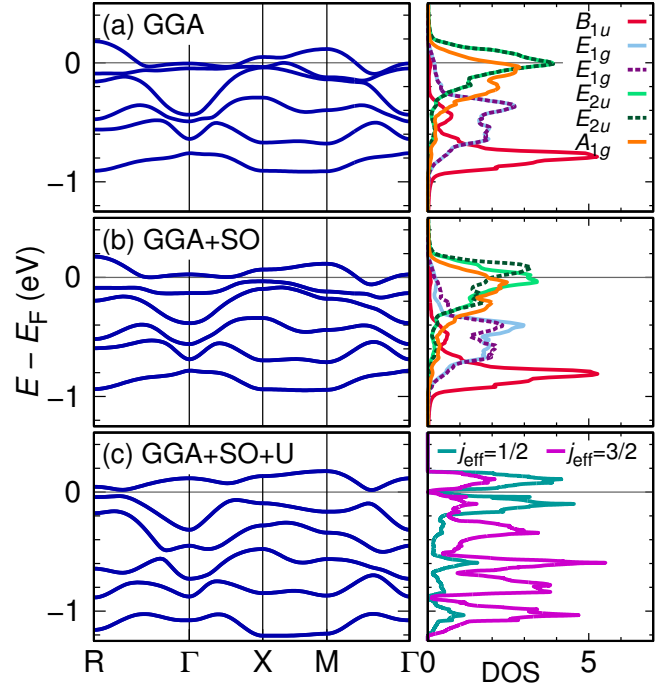 (a) GGA
0
−1
B1u
E1g
E1g
E2u
E2u
A1g
(b) GGA+SO
0
−1
E − EF (eV)
(c) GGA+SO+U
0
−1
jeff=1/2 jeff=3/2
R Γ X M Γ 0 DOS 5